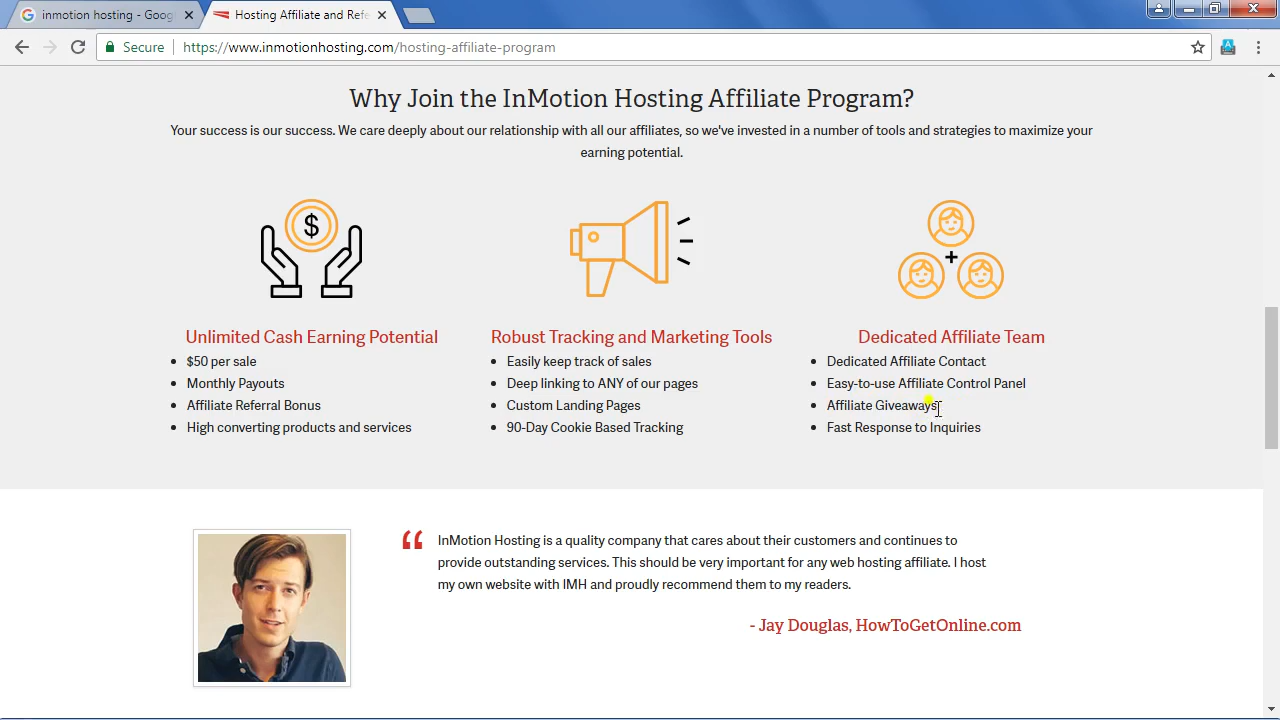 inmotion hosting - Goog
Hosting Affiliate and Refe
Secure
https://www.inmotionhosting.com/hosting-affiliate-program
Why Join the InMotion Hosting Affiliate Program?
Your success is our success. We care deeply about our relationship with all our affiliates, so we've invested in a number of tools and strategies to maximize your
earning potential.
$
+
Unlimited Cash Earning Potential
• $50 per sale
• Monthly Payouts
• Affiliate Referral Bonus
• High converting products and services
Robust Tracking and Marketing Tools
• Easily keep track of sales
• Deep linking to ANY of our pages
• Custom Landing Pages
• 90-Day Cookie Based Tracking
Dedicated Affiliate Team
• Dedicated Affiliate Contact
• Easy-to-use Affiliate Control Panel
• Affiliate Giveaways
• Fast Response to Inquiries
“ InMotion Hosting is a quality company that cares about their customers and continues to
provide outstanding services. This should be very important for any web hosting affiliate. I host
my own website with IMH and proudly recommend them to my readers.
- Jay Douglas, HowToGetOnline.com